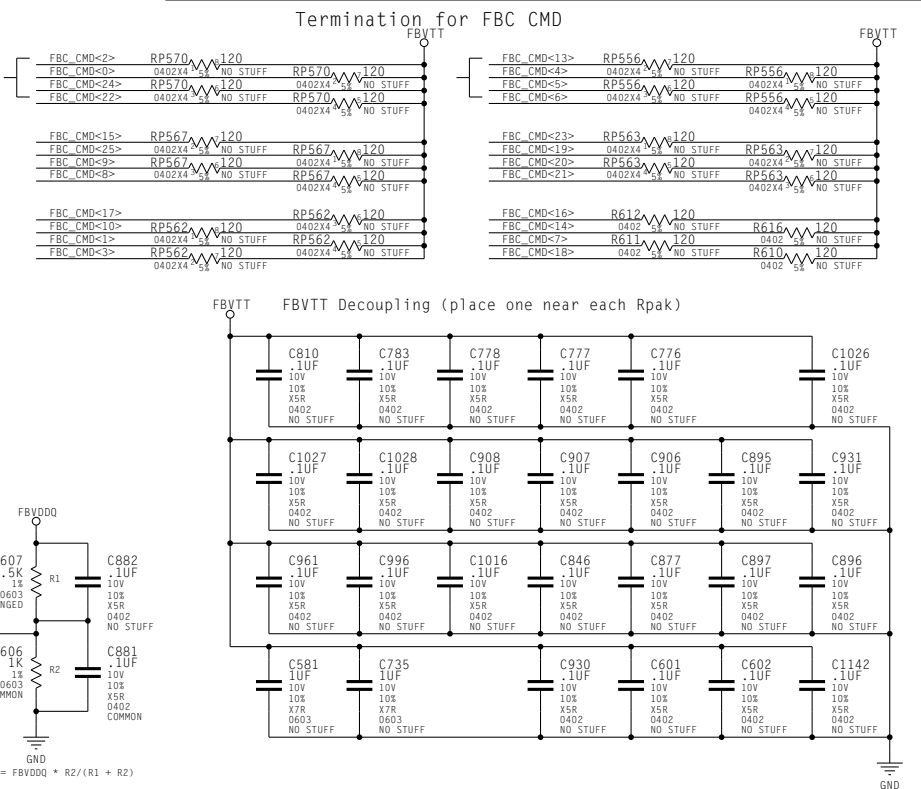 Termination for FBC CMD
FBVTT
FBVTT
FBC_CMD<2> RP570 120
0402X4 5% NO STUFF
FBC_CMD<0> RP570 120
0402X4 5% NO STUFF
FBC_CMD<24> RP570 120
0402X4 5% NO STUFF
FBC_CMD<22> RP570 120
0402X4 5% NO STUFF
FBC_CMD<13> RP556 120
0402X4 5% NO STUFF
FBC_CMD<4> RP556 120
0402X4 5% NO STUFF
FBC_CMD<5> RP556 120
0402X4 5% NO STUFF
FBC_CMD<6> RP556 120
0402X4 5% NO STUFF
FBC_CMD<15> RP567 120
0402X4 5% NO STUFF
FBC_CMD<25> RP567 120
0402X4 5% NO STUFF
FBC_CMD<9> RP567 120
0402X4 5% NO STUFF
FBC_CMD<8> RP567 120
0402X4 5% NO STUFF
FBC_CMD<23> RP563 120
0402X4 5% NO STUFF
FBC_CMD<19> RP563 120
0402X4 5% NO STUFF
FBC_CMD<20> RP563 120
0402X4 5% NO STUFF
FBC_CMD<21> RP563 120
0402X4 5% NO STUFF
FBC_CMD<17> RP562 120
0402X4 5% NO STUFF
FBC_CMD<10> RP562 120
0402X4 5% NO STUFF
FBC_CMD<1> RP562 120
0402X4 5% NO STUFF
FBC_CMD<3> RP562 120
0402X4 5% NO STUFF
FBC_CMD<16> R612 120
0402 5% NO STUFF
FBC_CMD<14> R616 120
0402 5% NO STUFF
FBC_CMD<7> R611 120
0402 5% NO STUFF
FBC_CMD<18> R610 120
0402 5% NO STUFF
FBVTT FBVTT Decoupling (place one near each Rpak)
C810 C783 C778 C777 C776 C1026
.1UF .1UF .1UF .1UF .1UF .1UF
10V 10V 10V 10V 10V 10V
10% 10% 10% 10% 10% 10%
X5R X5R X5R X5R X5R X5R
0402 0402 0402 0402 0402 0402
NO STUFF NO STUFF NO STUFF NO STUFF NO STUFF NO STUFF
C1027 C1028 C908 C907 C906 C895 C931
.1UF .1UF .1UF .1UF .1UF .1UF .1UF
10V 10V 10V 10V 10V 10V 10V
10% 10% 10% 10% 10% 10% 10%
X5R X5R X5R X5R X5R X5R X5R
0402 0402 0402 0402 0402 0402 0402
NO STUFF NO STUFF NO STUFF NO STUFF NO STUFF NO STUFF NO STUFF
C961 C996 C1016 C846 C877 C897 C896
.1UF .1UF .1UF .1UF .1UF .1UF .1UF
10V 10V 10V 10V 10V 10V 10V
10% 10% 10% 10% 10% 10% 10%
X5R X5R X5R X5R X5R X5R X5R
0402 0402 0402 0402 0402 0402 0402
NO STUFF NO STUFF NO STUFF NO STUFF NO STUFF NO STUFF NO STUFF
C581 C735 C930 C601 C602 C1142
1UF 1UF .1UF .1UF .1UF .1UF
10V 10V 10V 10V 10V 10V
10% 10% 10% 10% 10% 10%
X7R X7R X5R X5R X5R X5R
0603 0603 0402 0402 0402 0402
NO STUFF NO STUFF NO STUFF NO STUFF NO STUFF NO STUFF
GND
FBVDDQ
607
.5K
1%
0603
NGED
R1
C882
.1UF
10V
10%
X5R
0402
NO STUFF
606
1K
1%
0603
MMON
R2
C881
.1UF
10V
10%
X5R
0402
COMMON
GND
= FBVDDQ * R2/(R1 + R2)